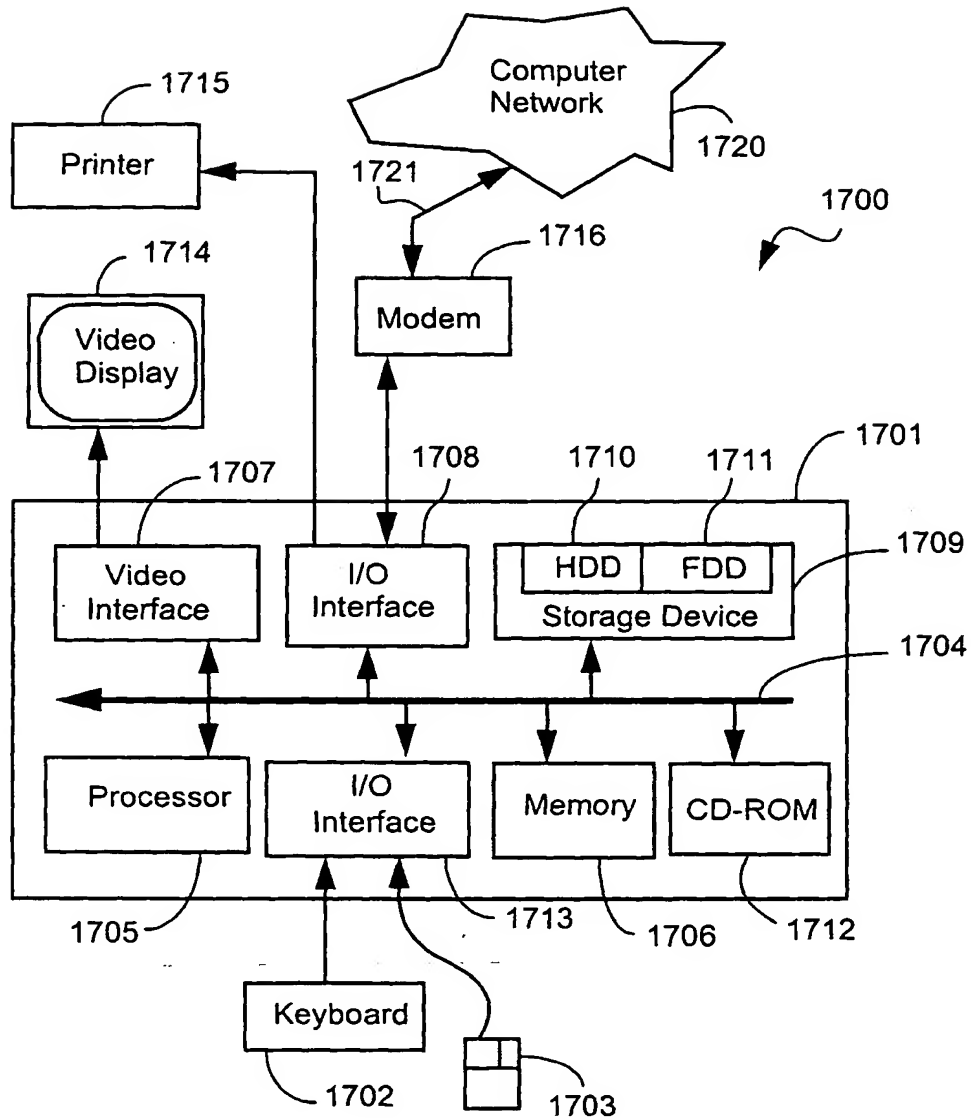 Computer
Network
1715
Printer
1720
1721
1700
1714
1716
Video
Display
Modem
1701
1707
1708
1710
1711
1709
Video
Interface
I/O
Interface
HDD
FDD
Storage Device
1704
Processor
I/O
Interface
Memory
CD-ROM
1705
1713
1706
1712
Keyboard
1702
1703